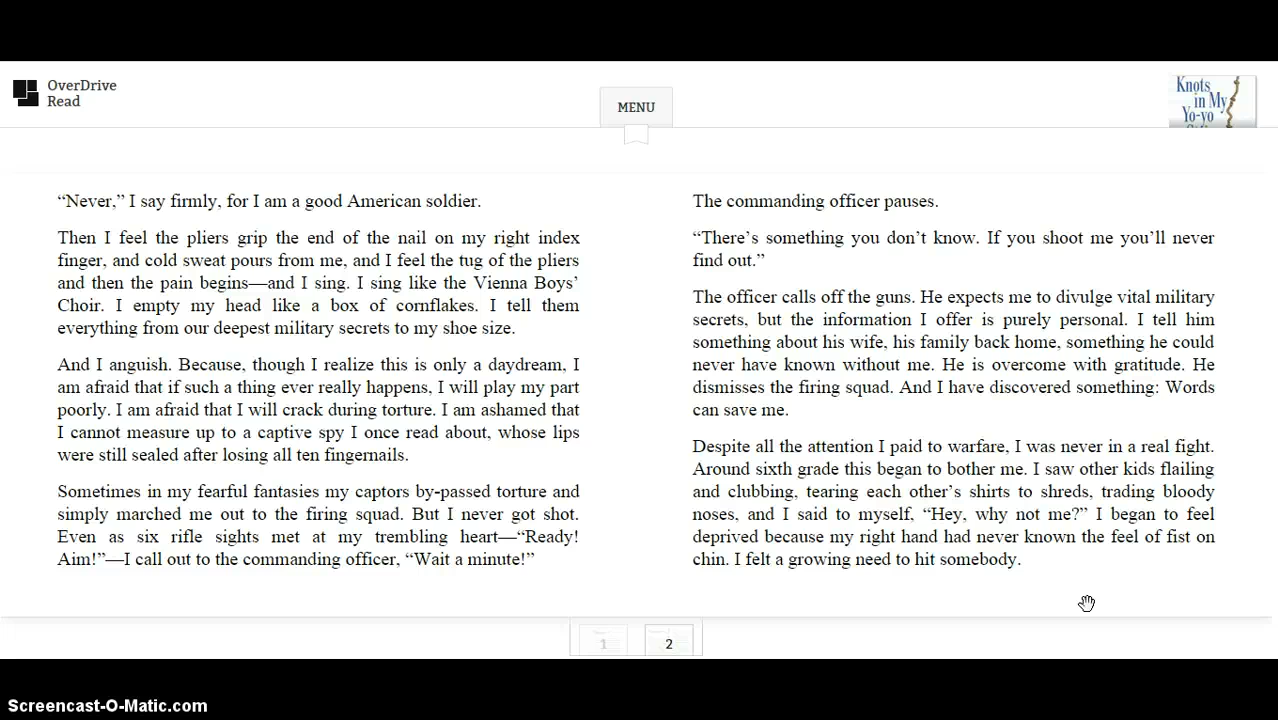 OverDrive
Read
MENU
Knots
in My
Yo-yo
“Never,” I say firmly, for I am a good American soldier.
Then I feel the pliers grip the end of the nail on my right index
finger, and cold sweat pours from me, and I feel the tug of the pliers
and then the pain begins—and I sing. I sing like the Vienna Boys’
Choir. I empty my head like a box of cornflakes. I tell them
everything from our deepest military secrets to my shoe size.
And I anguish. Because, though I realize this is only a daydream, I
am afraid that if such a thing ever really happens, I will play my part
poorly. I am afraid that I will crack during torture. I am ashamed that
I cannot measure up to a captive spy I once read about, whose lips
were still sealed after losing all ten fingernails.
Sometimes in my fearful fantasies my captors by-passed torture and
simply marched me out to the firing squad. But I never got shot.
Even as six rifle sights met at my trembling heart—“Ready!
Aim!”—I call out to the commanding officer, “Wait a minute!”
The commanding officer pauses.
“There’s something you don’t know. If you shoot me you’ll never
find out.”
The officer calls off the guns. He expects me to divulge vital military
secrets, but the information I offer is purely personal. I tell him
something about his wife, his family back home, something he could
never have known without me. He is overcome with gratitude. He
dismisses the firing squad. And I have discovered something: Words
can save me.
Despite all the attention I paid to warfare, I was never in a real fight.
Around sixth grade this began to bother me. I saw other kids flailing
and clubbing, tearing each other’s shirts to shreds, trading bloody
noses, and I said to myself, “Hey, why not me?” I began to feel
deprived because my right hand had never known the feel of fist on
chin. I felt a growing need to hit somebody.
1
2
Screencast-O-Matic.com